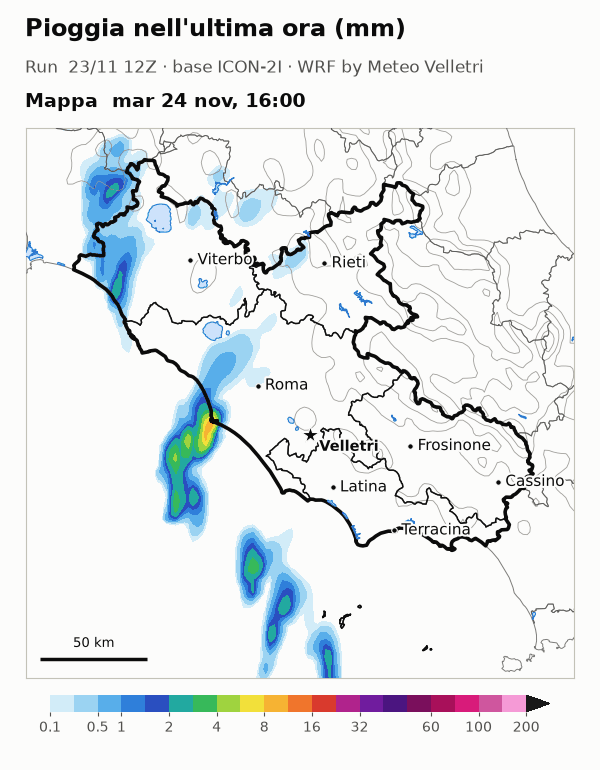 Pioggia nell'ultima ora (mm)
Run 23/11 12Z · base ICON-2I · WRF by Meteo Velletri
Mappa mar 24 nov, 16:00
Viterbo
Rieti
Roma
Velletri
Frosinone
Cassino
Latina
Terracina
50 km
0.1 0.5 1 2 4 8 16 32 60 100 200